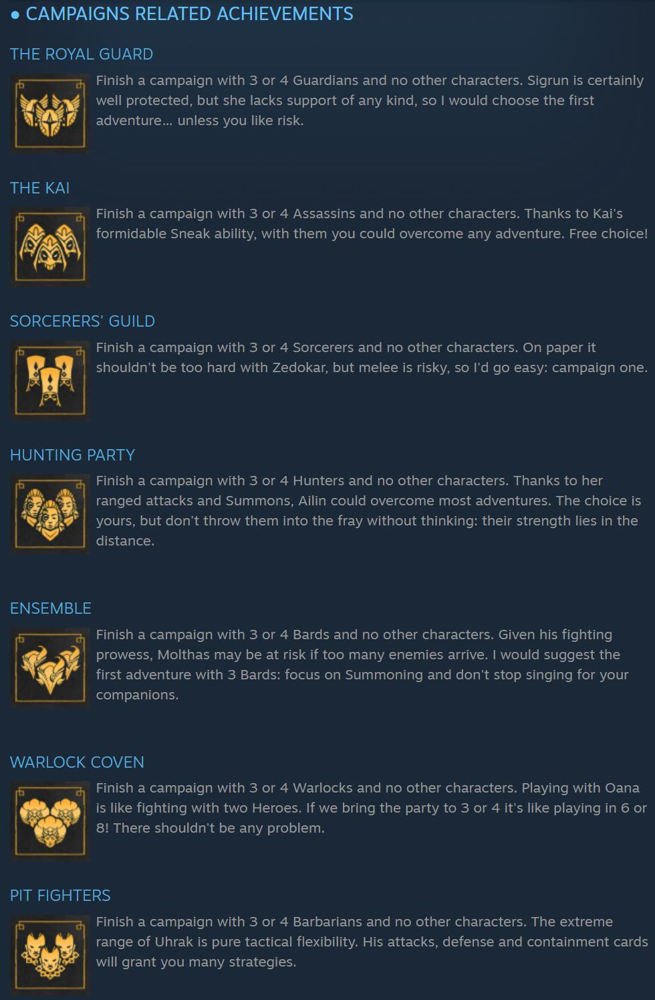 ● CAMPAIGNS RELATED ACHIEVEMENTS
THE ROYAL GUARD
Finish a campaign with 3 or 4 Guardians and no other characters. Sigrun is certainly
well protected, but she lacks support of any kind, so I would choose the first
adventure... unless you like risk.
THE KAI
Finish a campaign with 3 or 4 Assassins and no other characters. Thanks to Kai's
formidable Sneak ability, with them you could overcome any adventure. Free choice!
SORCERERS' GUILD
Finish a campaign with 3 or 4 Sorcerers and no other characters. On paper it
shouldn't be too hard with Zedokar, but melee is risky, so I'd go easy: campaign one.
HUNTING PARTY
Finish a campaign with 3 or 4 Hunters and no other characters. Thanks to her
ranged attacks and Summons, Ailin could overcome most adventures. The choice is
yours, but don't throw them into the fray without thinking: their strength lies in the
distance.
ENSEMBLE
Finish a campaign with 3 or 4 Bards and no other characters. Given his fighting
prowess, Molthas may be at risk if too many enemies arrive. I would suggest the
first adventure with 3 Bards: focus on Summoning and don't stop singing for your
companions.
WARLOCK COVEN
Finish a campaign with 3 or 4 Warlocks and no other characters. Playing with Oana
is like fighting with two Heroes. If we bring the party to 3 or 4 it's like playing in 6 or
8! There shouldn't be any problem.
PIT FIGHTERS
Finish a campaign with 3 or 4 Barbarians and no other characters. The extreme
range of Uhrak is pure tactical flexibility. His attacks, defense and containment cards
will grant you many strategies.